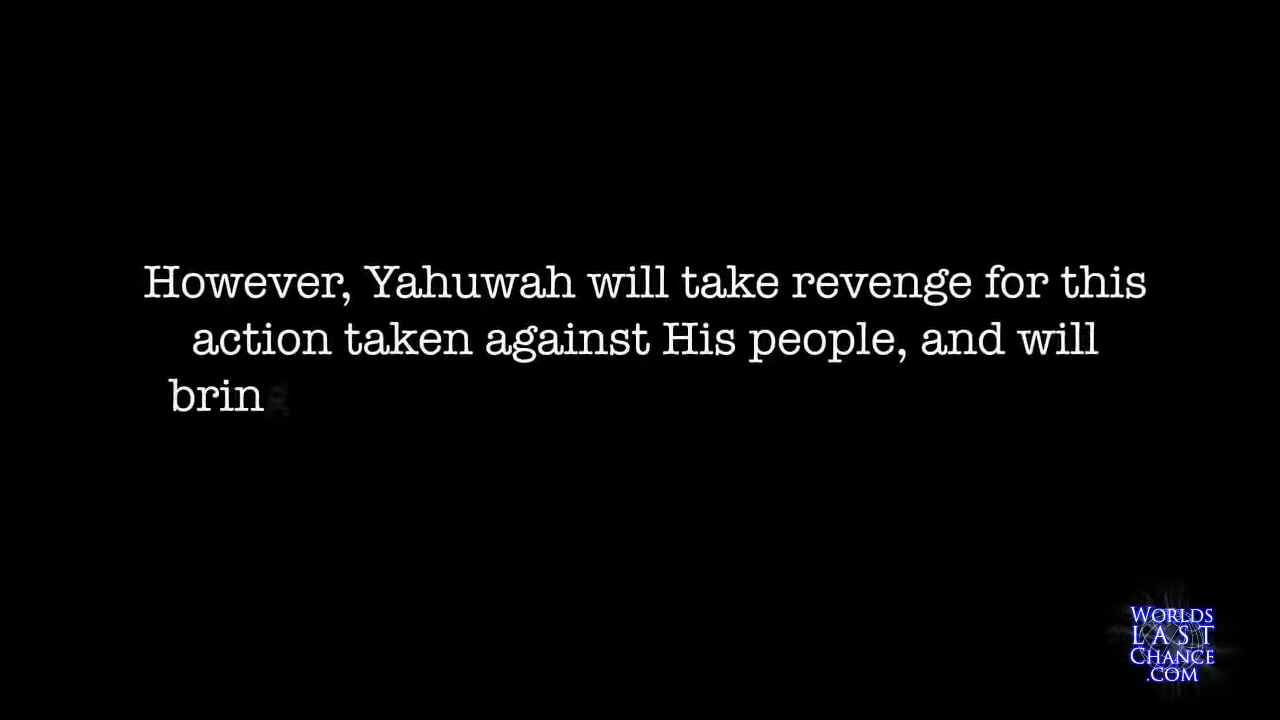 However, Yahuwah will take revenge for this
action taken against His people, and will
brin
WORLDS
LAST
CHANCE
.COM